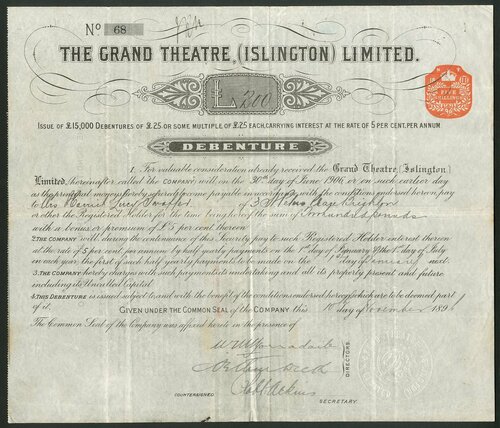 No 68
THE GRAND THEATRE, (ISLINGTON) LIMITED.
£200
ISSUE OF £15,000 DEBENTURES OF £25 OR SOME MULTIPLE OF £25 EACH, CARRYING INTEREST AT THE RATE OF 5 PER CENT. PER ANNUM
DEBENTURE
1. For valuable consideration already received the Grand Theatre, (Islington)
Limited, (hereinafter called the COMPANY) will on the 30th day of June 1906 or on such earlier day
as the principal moneys hereby secured become payable in accordance with the conditions endorsed hereon, pay
to Mrs Harriet Lucy of
or other the Registered Holder for the time being hereof the sum of Two hundred pounds
with a bonus or premium of £5 per cent thereon.
2. THE COMPANY will, during the continuance of this Security, pay to such Registered Holder interest thereon
at the rate of 5 per cent. per annum by half yearly payments on the 1st day of January & the 1st day of July
in each year the first of such half yearly payments to be made on the 1st day of January next.
3. THE COMPANY hereby charges with such payments its undertaking and all its property present and future
including its Uncalled Capital.
4. THIS DEBENTURE is issued subject to and with the benefit of the conditions endorsed hereon, which are to be deemed part
of it.
GIVEN UNDER THE COMMON SEAL OF THE COMPANY THIS day of November 189
The Common Seal of the Company was affixed hereto in the presence of
DIRECTORS.
COUNTERSIGNED.
SECRETARY.